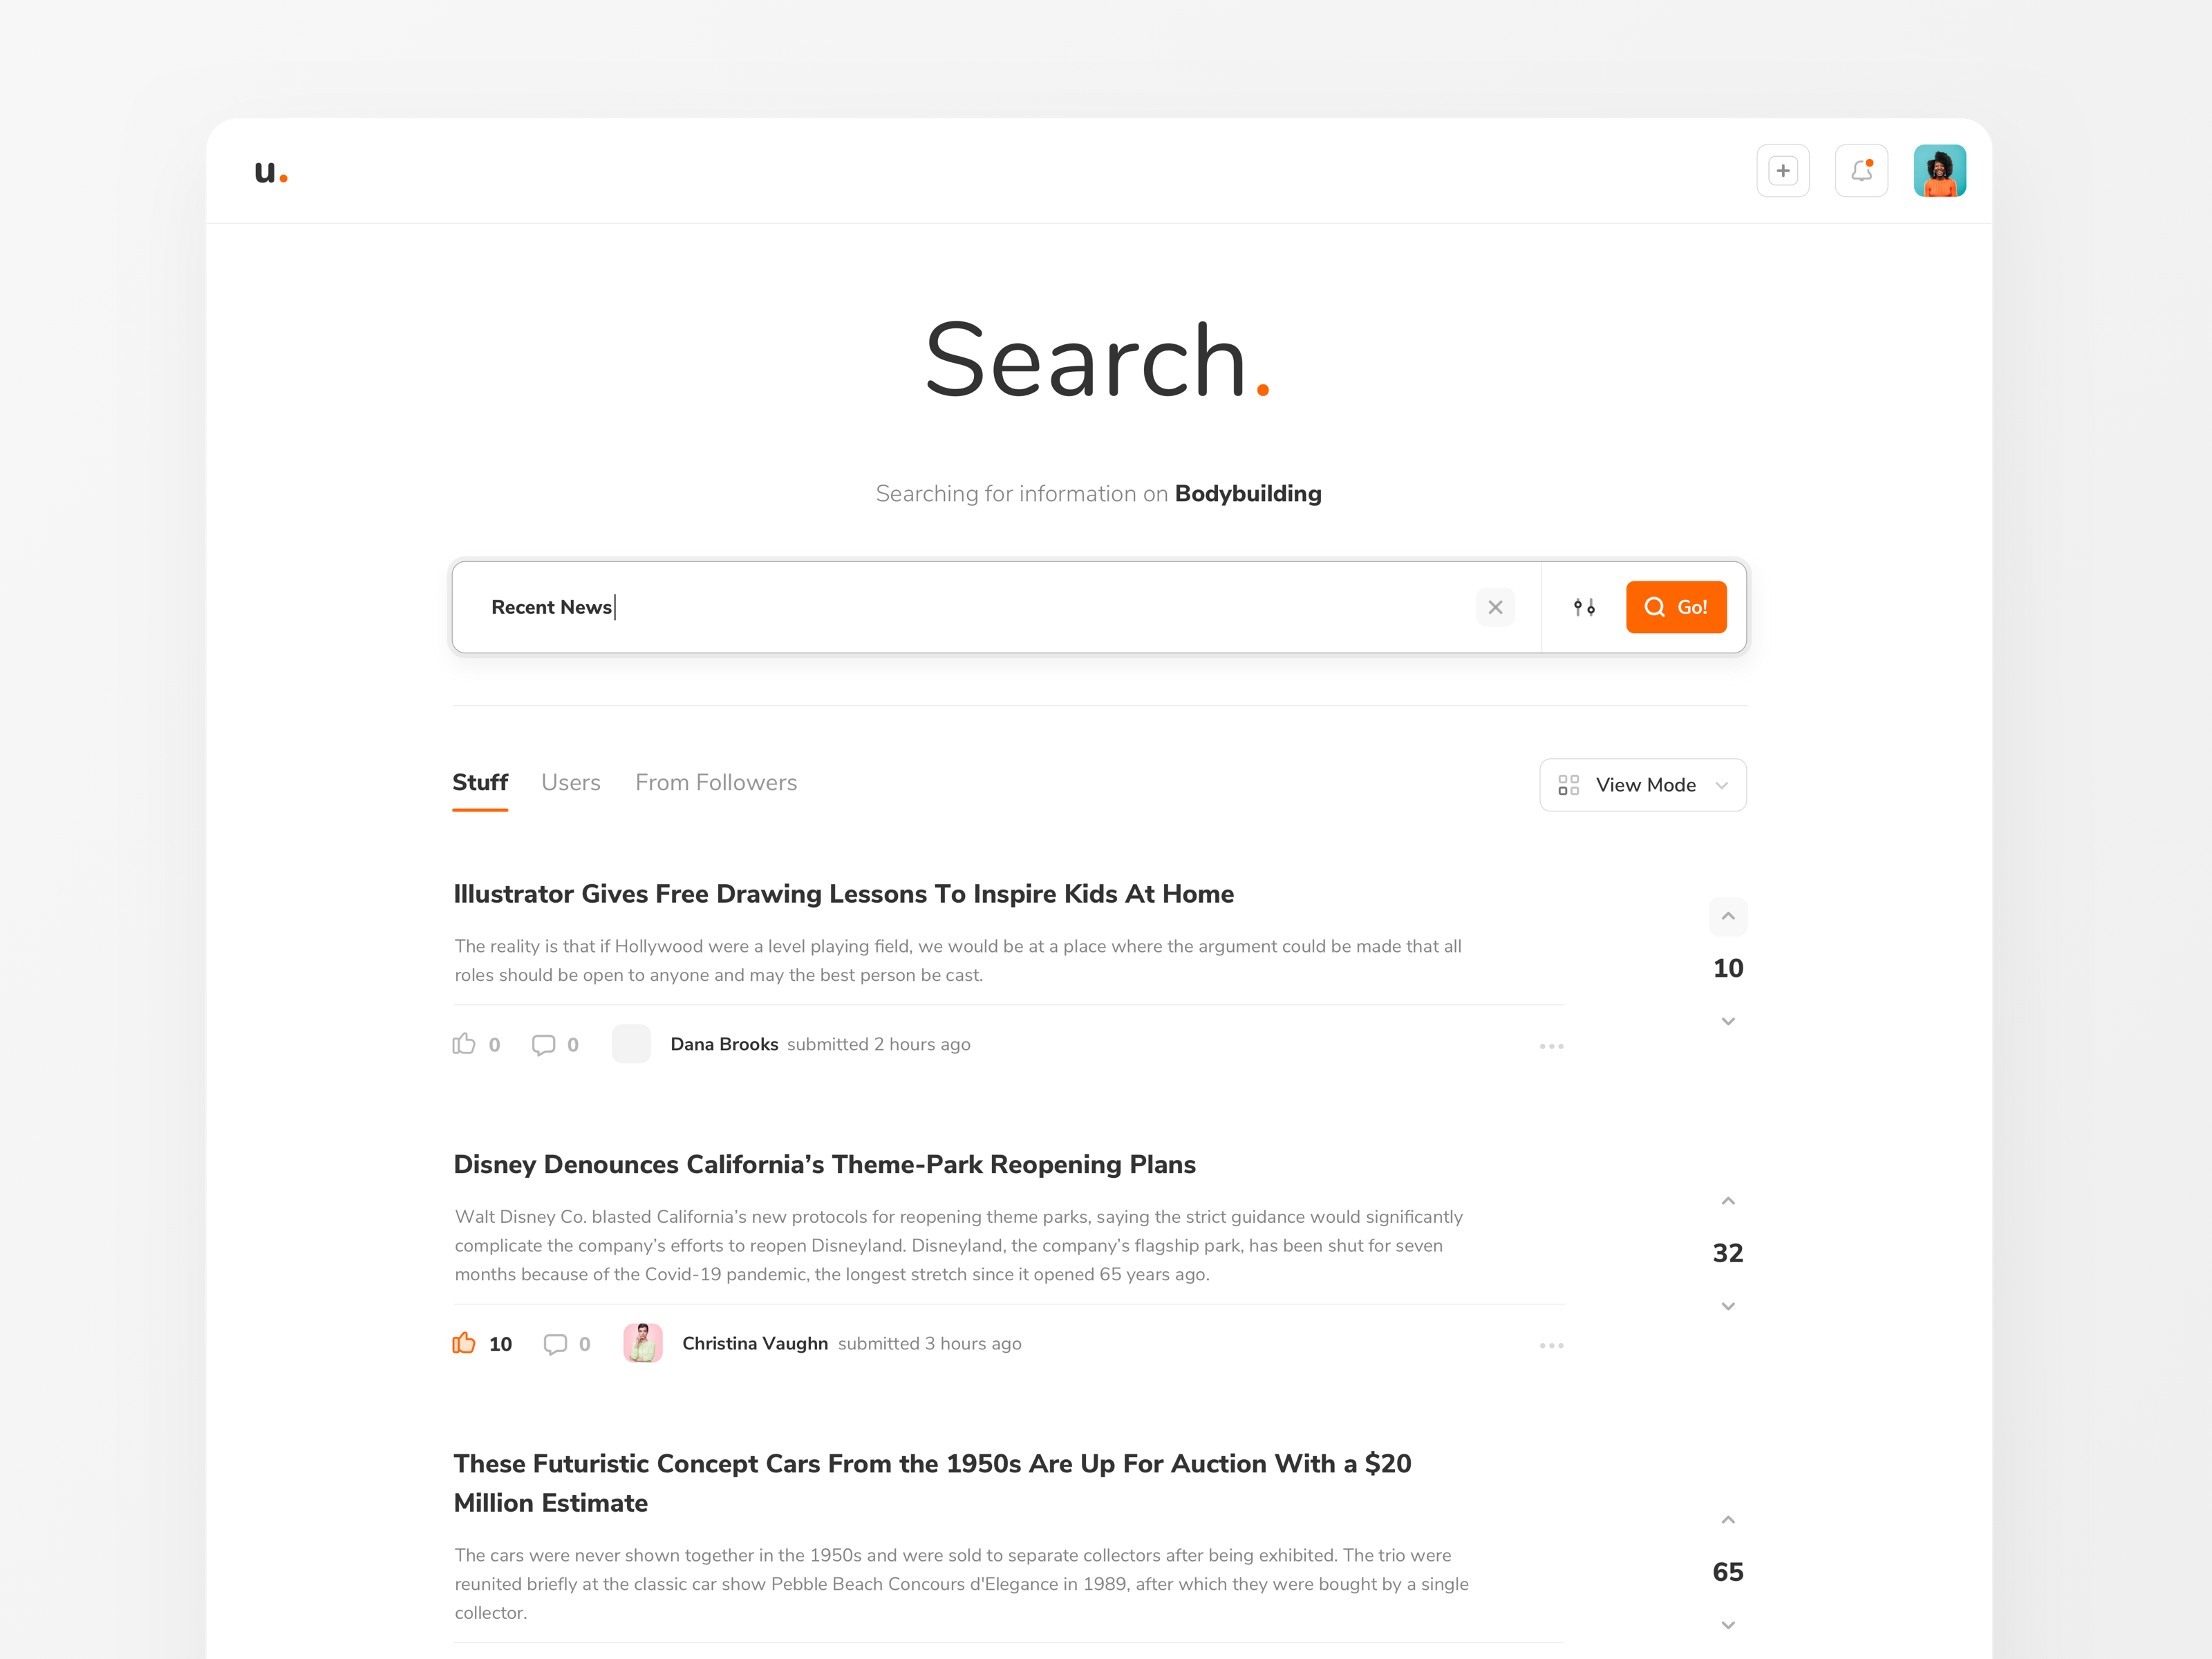 u.
Search.
Searching for information on Bodybuilding
Recent News
Go!
Stuff
Users
From Followers
View Mode
Illustrator Gives Free Drawing Lessons To Inspire Kids At Home
The reality is that if Hollywood were a level playing field, we would be at a place where the argument could be made that all
roles should be open to anyone and may the best person be cast.
10
0
0
Dana Brooks submitted 2 hours ago
Disney Denounces California’s Theme-Park Reopening Plans
Walt Disney Co. blasted California’s new protocols for reopening theme parks, saying the strict guidance would significantly
complicate the company’s efforts to reopen Disneyland. Disneyland, the company’s flagship park, has been shut for seven
months because of the Covid-19 pandemic, the longest stretch since it opened 65 years ago.
32
10
0
Christina Vaughn submitted 3 hours ago
These Futuristic Concept Cars From the 1950s Are Up For Auction With a $20
Million Estimate
The cars were never shown together in the 1950s and were sold to separate collectors after being exhibited. The trio were
reunited briefly at the classic car show Pebble Beach Concours d'Elegance in 1989, after which they were bought by a single
collector.
65